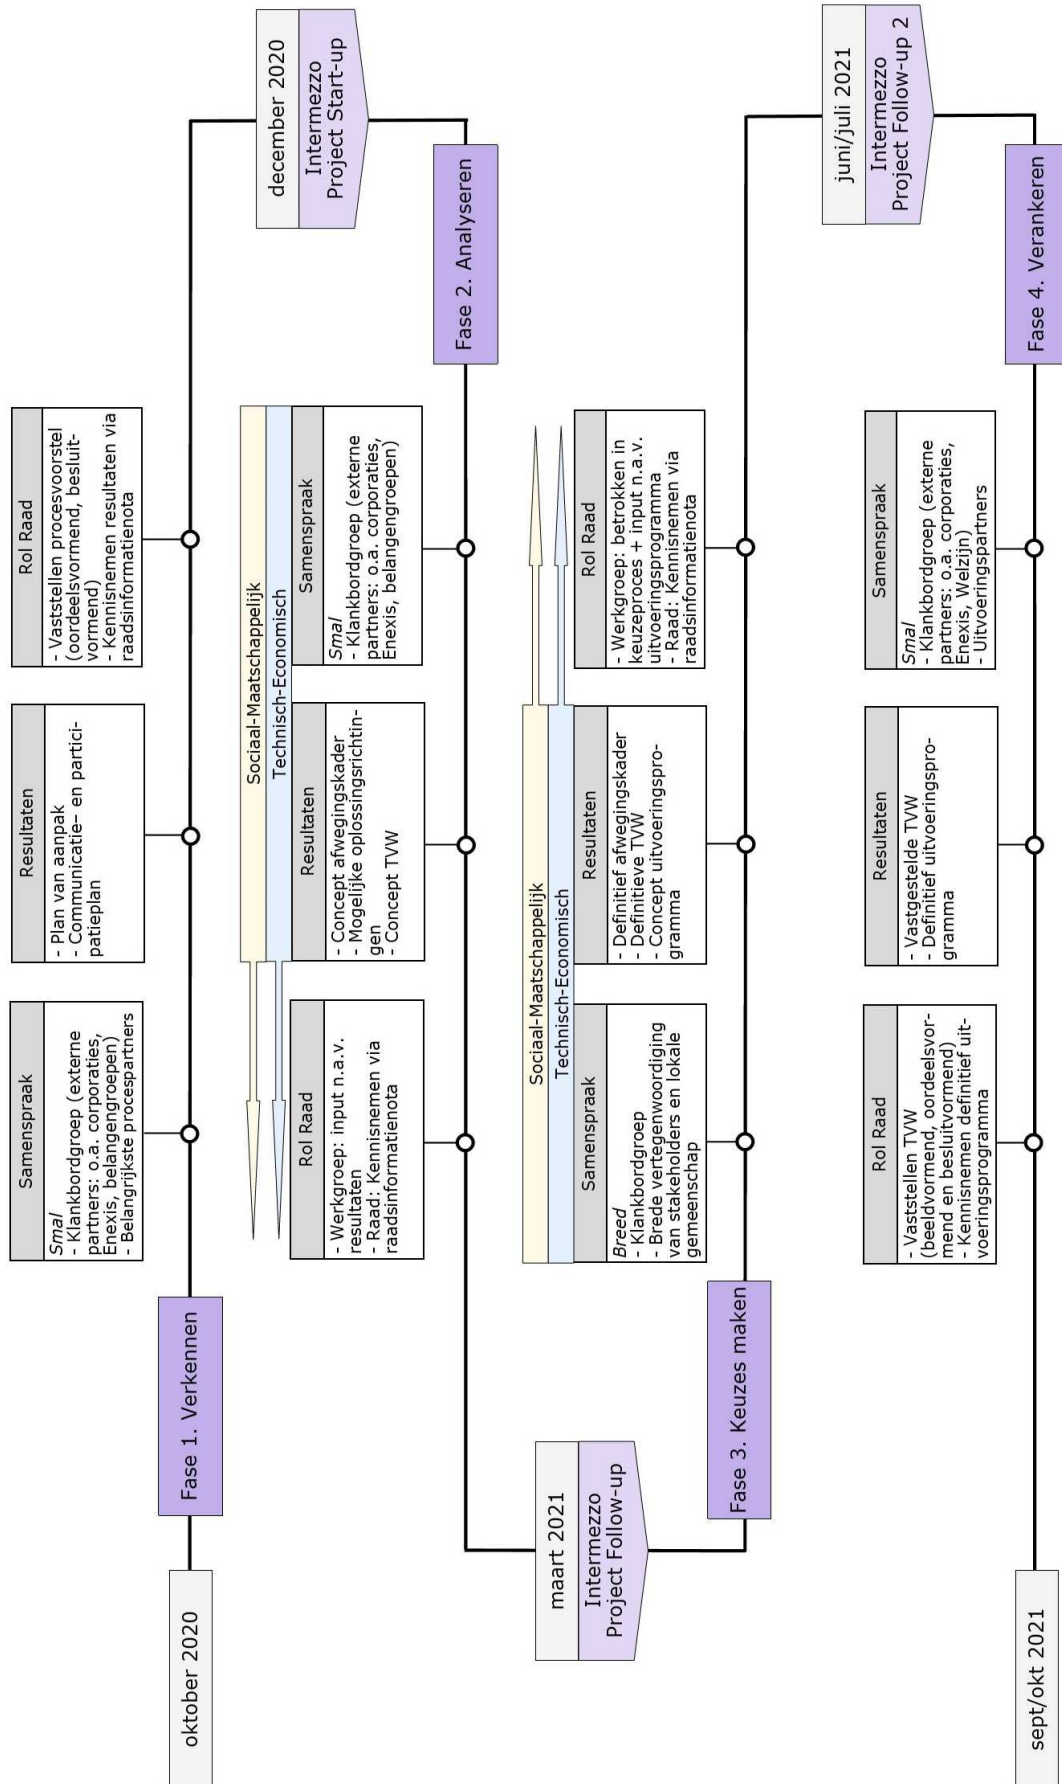 oktober 2020
Fase 1. Verkennen
Samenspraak
Smal
- Klankbordgroep (externe
partners: o.a. corporaties,
Enexis, belangengroepen)
- Belangrijkste procespartners
Resultaten
- Plan van aanpak
- Communicatie– en partici-
patieplan
Rol Raad
- Vaststellen procesvoorstel
(oordeelsvormend, besluit-
vormend)
- Kennisnemen resultaten via
raadsinformatienota
december 2020
Intermezzo
Project Start-up
Fase 2. Analyseren
Sociaal-Maatschappelijk
Technisch-Economisch
Samenspraak
Smal
- Klankbordgroep (externe
partners: o.a. corporaties,
Enexis, belangengroepen)
Resultaten
- Concept afwegingskader
- Mogelijke oplossingsrichtin-
gen
- Concept TVW
Rol Raad
- Werkgroep: input n.a.v.
resultaten
- Raad: Kennisnemen via
raadsinformatienota
maart 2021
Intermezzo
Project Follow-up
Fase 3. Keuzes maken
Sociaal-Maatschappelijk
Technisch-Economisch
Samenspraak
Breed
- Klankbordgroep
- Brede vertegenwoordiging
van stakeholders en lokale
gemeenschap
Resultaten
- Definitief afwegingskader
- Definitieve TVW
- Concept uitvoeringspro-
gramma
Rol Raad
- Werkgroep: betrokken in
keuzeproces + input n.a.v.
uitvoeringsprogramma
- Raad: Kennisnemen via
raadsinformatienota
juni/juli 2021
Intermezzo
Project Follow-up 2
Fase 4. Verankeren
Samenspraak
Smal
- Klankbordgroep (externe
partners: o.a. corporaties,
Enexis, Welzijn)
- Uitvoeringspartners
Resultaten
- Vastgestelde TVW
- Definitief uitvoeringspro-
gramma
Rol Raad
- Vaststellen TVW
(beeldvormend, oordeelsvor-
mend en besluitvormend)
- Kennisnemen definitief uit-
voeringsprogramma
sept/okt 2021